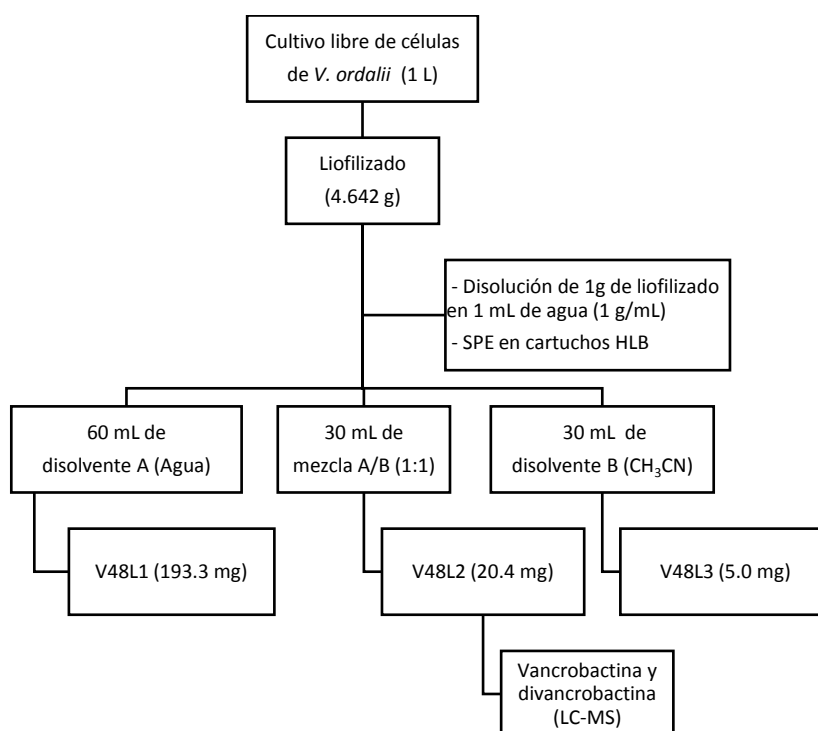 Cultivo libre de células
de V. ordalii (1 L)
Liofilizado
(4.642 g)
- Disolución de 1g de liofilizado
en 1 mL de agua (1 g/mL)
- SPE en cartuchos HLB
60 mL de
disolvente A (Agua)
30 mL de
mezcla A/B (1:1)
30 mL de
disolvente B (CH₃CN)
V48L1 (193.3 mg)
V48L2 (20.4 mg)
V48L3 (5.0 mg)
Vancrobactina y
divancrobactina
(LC-MS)